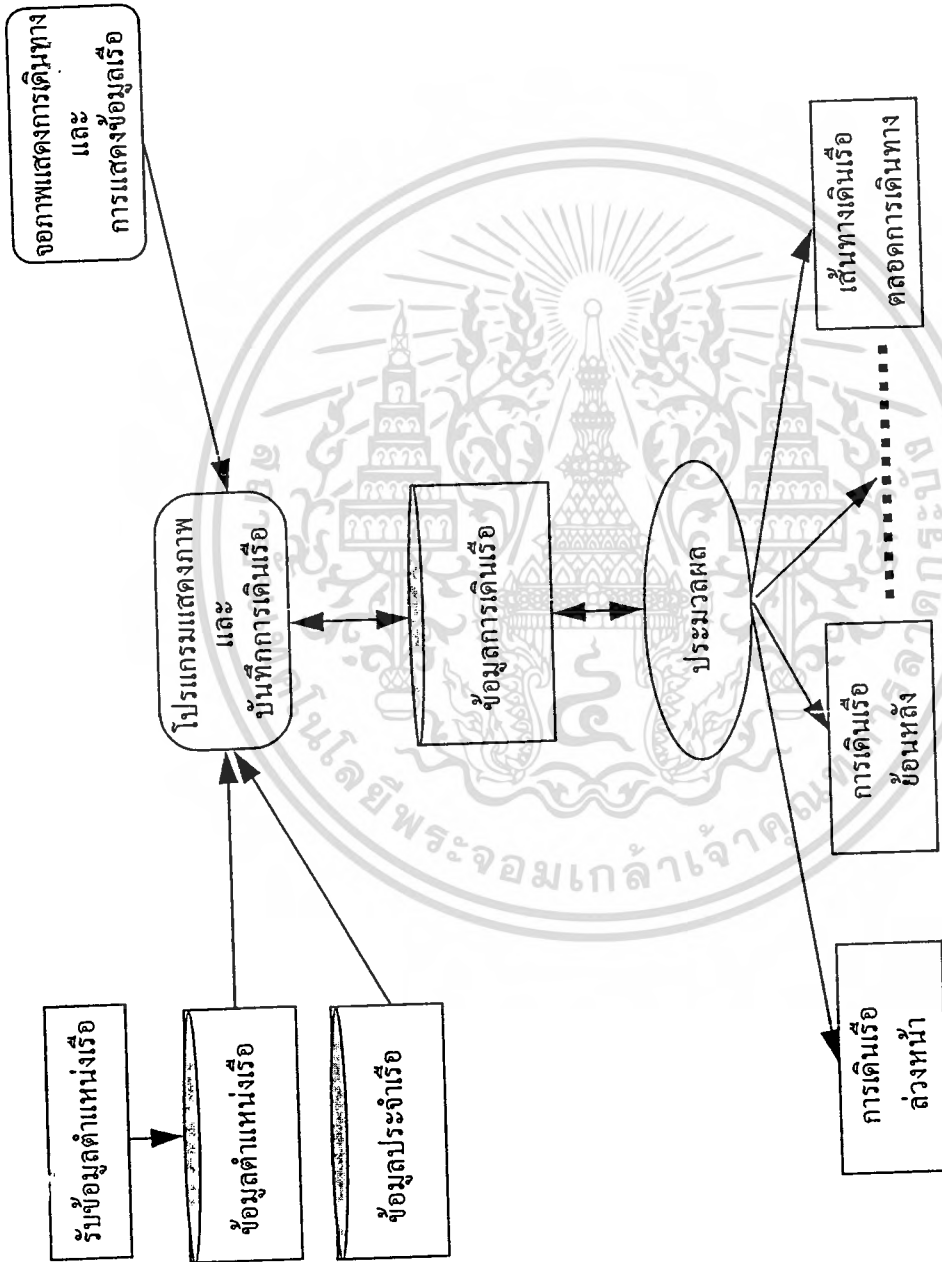 รับข้อมูลตำแหน่งเรือ
ข้อมูลตำแหน่งเรือ
ข้อมูลประจำเรือ
โปรแกรมแสดงภาพ
และ
บันทึกการเดินเรือ
จอภาพแสดงการเดินทาง
และ
การแสดงข้อมูลเรือ
ข้อมูลการเดินเรือ
ประมวลผล
การเดินเรือ
ล่วงหน้า
การเดินเรือ
ย้อนหลัง
เส้นทางเดินเรือ
ตลอดการเดินทาง